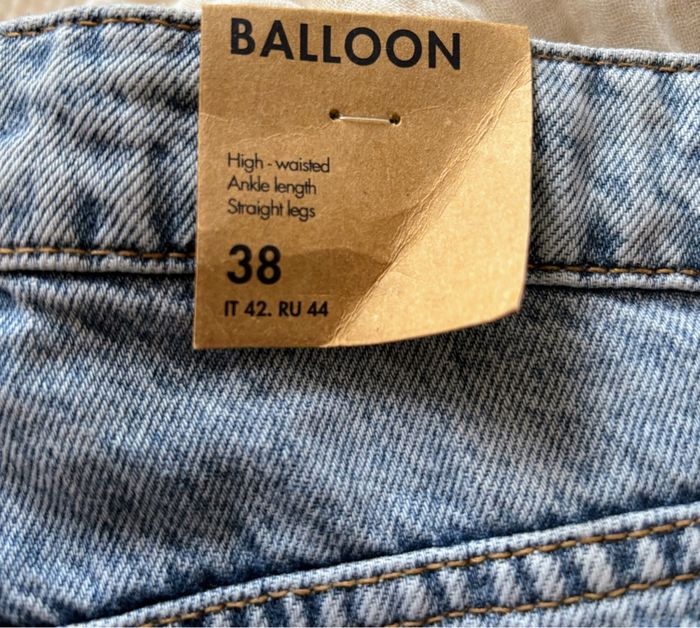 BALLOON
High - waisted
Ankle length
Straight legs
38
IT 42. RU 44